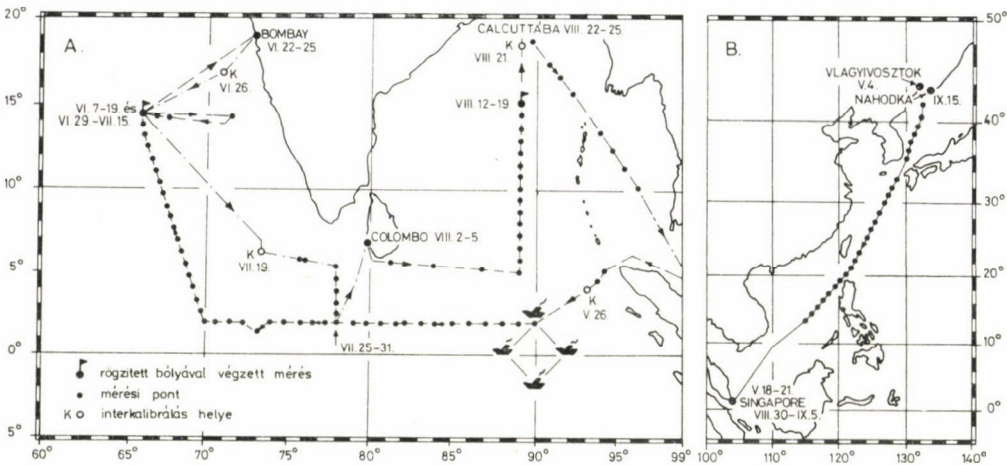 A.
20°
15°
10°
5°
0°
5°
60°
65°
70°
75°
80°
85°
90°
95°
99°
BOMBAY
VI. 22-25
K
VI. 26.
VI. 7-19. és
VI. 29 - VII. 15.
K
VII. 19.
COLOMBO VIII. 2-5
VII. 25-31.
CALCUTTÁBA VIII. 22-25
K
VIII. 21.
VIII. 12-19
K
V. 26.
rögzitett bólyával végzett mérés
mérési pont
K interkalibrálás helye
B.
50°
40°
30°
20°
10°
0°
100°
110°
120°
130°
140°
VLAGYIVOSZTOK
V. 4.
NAHODKA
IX. 15.
V. 18-21.
SINGAPORE
VIII. 30-IX. 5.